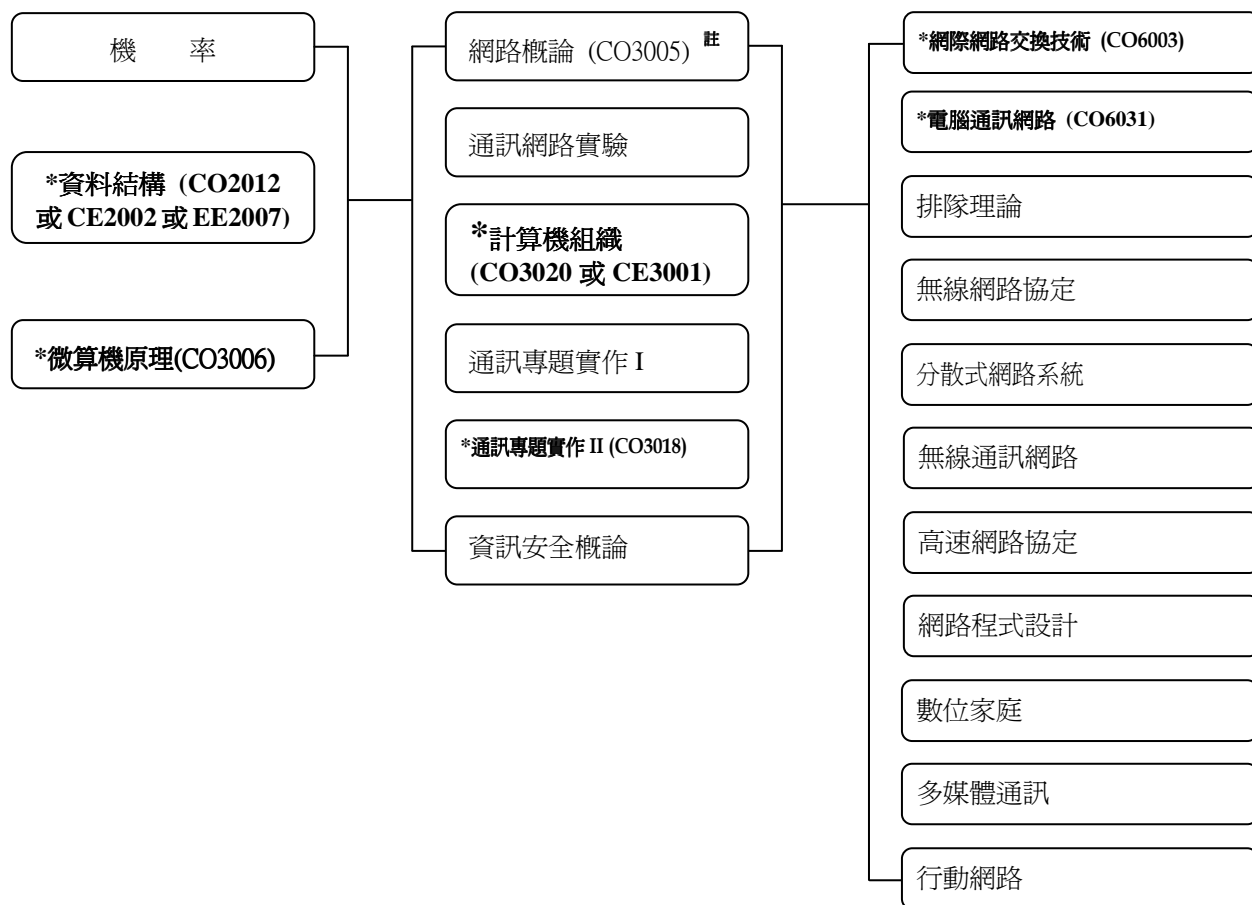 機　　率
*資料結構 (CO2012
或 CE2002 或 EE2007)
*微算機原理(CO3006)
網路概論 (CO3005) 註
通訊網路實驗
*計算機組織
(CO3020 或 CE3001)
通訊專題實作 I
*通訊專題實作 II (CO3018)
資訊安全概論
*網際網路交換技術 (CO6003)
*電腦通訊網路 (CO6031)
排隊理論
無線網路協定
分散式網路系統
無線通訊網路
高速網路協定
網路程式設計
數位家庭
多媒體通訊
行動網路